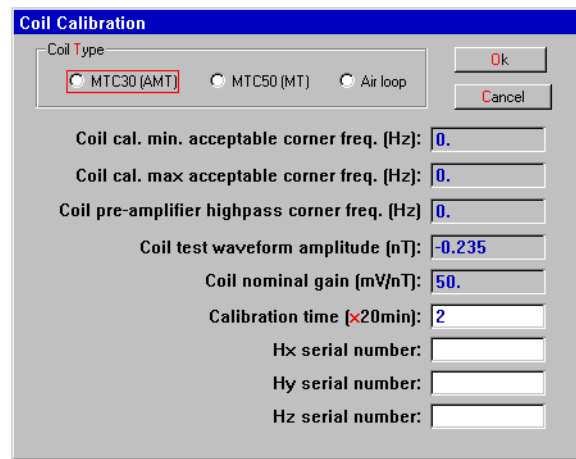 Coil Calibration
Coil Type
Ok
MTC30 (AMT) MTC50 (MT) Air loop
Cancel
Coil cal. min. acceptable corner freq. (Hz): 0.
Coil cal. max acceptable corner freq. (Hz): 0.
Coil pre-amplifier highpass corner freq. (Hz) 0.
Coil test waveform amplitude (nT): -0.235
Coil nominal gain (mV/nT): 50.
Calibration time (x20min): 2
Hx serial number:
Hy serial number:
Hz serial number: